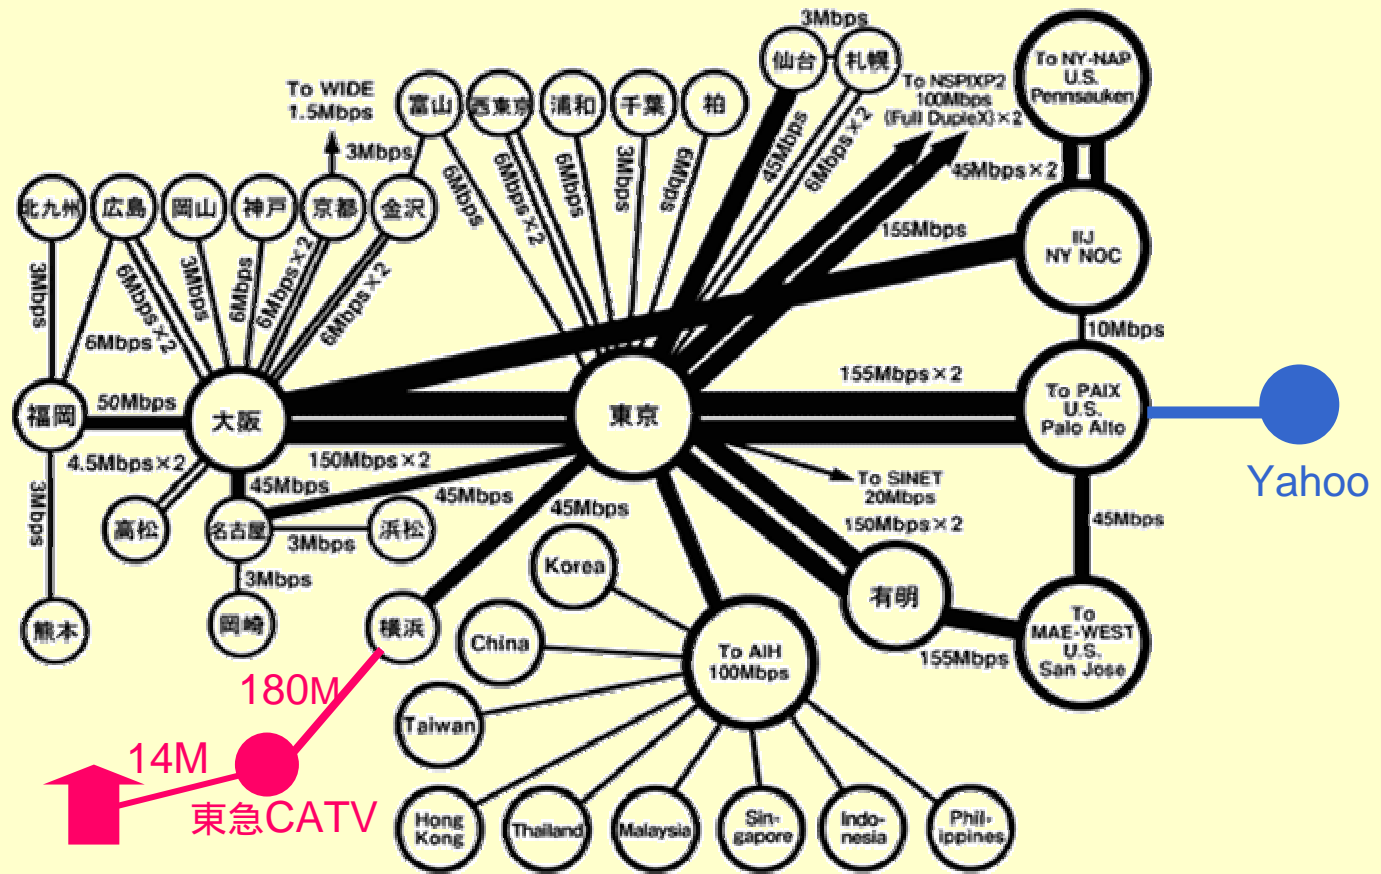 3Mbps
仙台
札幌
To NY-NAP
U.S.
Pennsauken
To WIDE
1.5Mbps
富山
西東京
浦和
千葉
柏
To NSPIXP2
100Mbps
(Full DupleX)×2
3Mbps
6Mbps
6Mbps×2
6Mbps
3Mbps
6Mbps
45Mbps
6Mbps×2
45Mbps×2
北九州
広島
岡山
神戸
京都
金沢
155Mbps
IIJ
NY NOC
3Mbps
6Mbps
6Mbps×2
3Mbps
6Mbps
6Mbps×2
6Mbps×2
10Mbps
福岡
50Mbps
大阪
東京
155Mbps×2
To PAIX
U.S.
Palo Alto
Yahoo
4.5Mbps×2
150Mbps×2
45Mbps
45Mbps
45Mbps
To SINET
20Mbps
150Mbps×2
45Mbps
3Mbps
高松
名古屋
浜松
3Mbps
3Mbps
Korea
有明
熊本
岡崎
横浜
China
To AIH
100Mbps
155Mbps
To
MAE-WEST
U.S.
San Jose
180M
Taiwan
14M
東急CATV
Hong
Kong
Thailand
Malaysia
Sin-
gapore
Indo-
nesia
Phil-
ippines